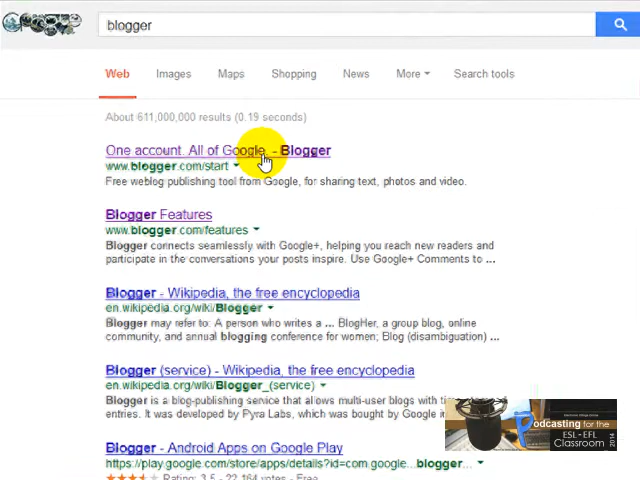 blogger
Web Images Maps Shopping News More Search tools
About 611,000,000 results (0.19 seconds)
One account. All of Google. - Blogger
www.blogger.com/start
Free weblog publishing tool from Google, for sharing text, photos and video.
Blogger Features
www.blogger.com/features
Blogger connects seamlessly with Google+, helping you reach new readers and
participate in the conversations your posts inspire. Use Google+ Comments to ...
Blogger - Wikipedia, the free encyclopedia
en.wikipedia.org/wiki/Blogger
Blogger may refer to: A person who writes a ... BlogHer, a group blog, online
community, and annual blogging conference for women; Blog (disambiguation) ...
Blogger (service) - Wikipedia, the free encyclopedia
en.wikipedia.org/wiki/Blogger_(service)
Blogger is a blog-publishing service that allows multi-user blogs with
entries. It was developed by Pyra Labs, which was bought by Google
Podcasting for the
ESL-EFL
Classroom
2014
Blogger - Android Apps on Google Play
https://play.google.com/store/apps/details?id=com.google...blogger...
Rating: 3.5 - 22,164 votes - Free